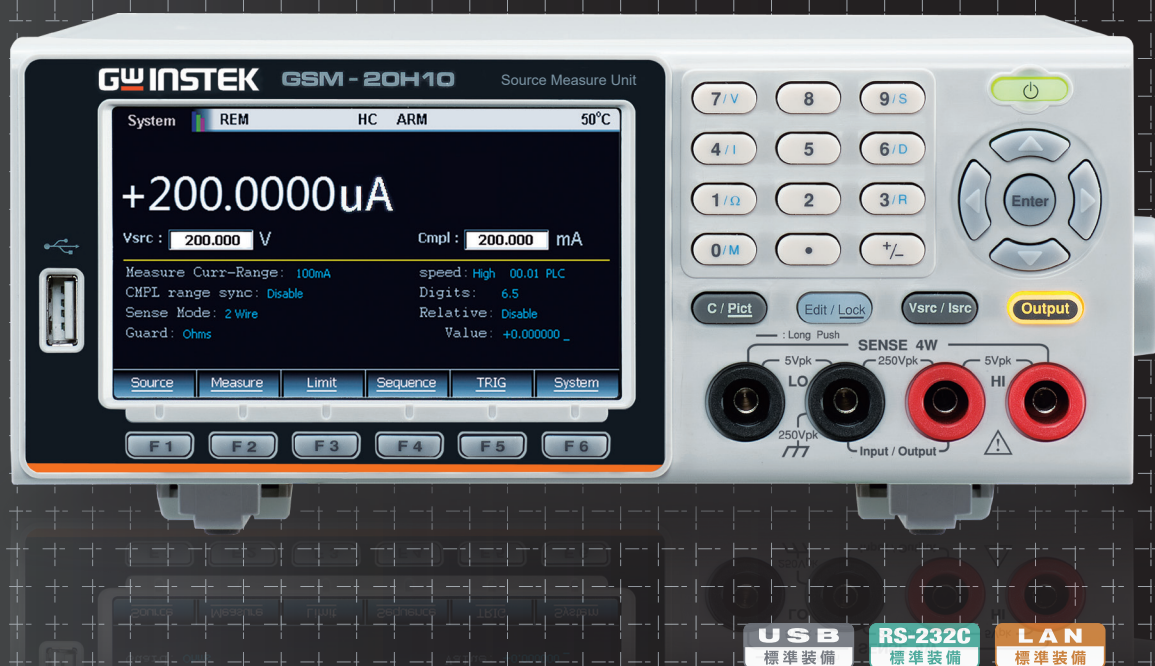 GWINSTEK GSM-20H10 Source Measure Unit
System REM HC ARM 50°C
+200.0000uA
Vsrc : 200.000 V Cmpl : 200.000 mA
Measure Curr-Range: 100mA speed: High 00.01 PLC
CMPL range sync: Disable Digits: 6.5
Sense Mode: 2 Wire Relative: Disable
Guard: Ohms Value: +0.000000 _
Source Measure Limit Sequence TRIG System
F1 F2 F3 F4 F5 F6
7/V 8 9/S
4/I 5 6/D
1/Ω 2 3/R
0/M • +/−
Enter
C / Pict Edit / Lock Vsrc / Isrc Output
: Long Push
SENSE 4W
5Vpk 250Vpk 5Vpk
LO HI
250Vpk
Input / Output
USB RS-232C LAN
標準装備 標準装備 標準装備